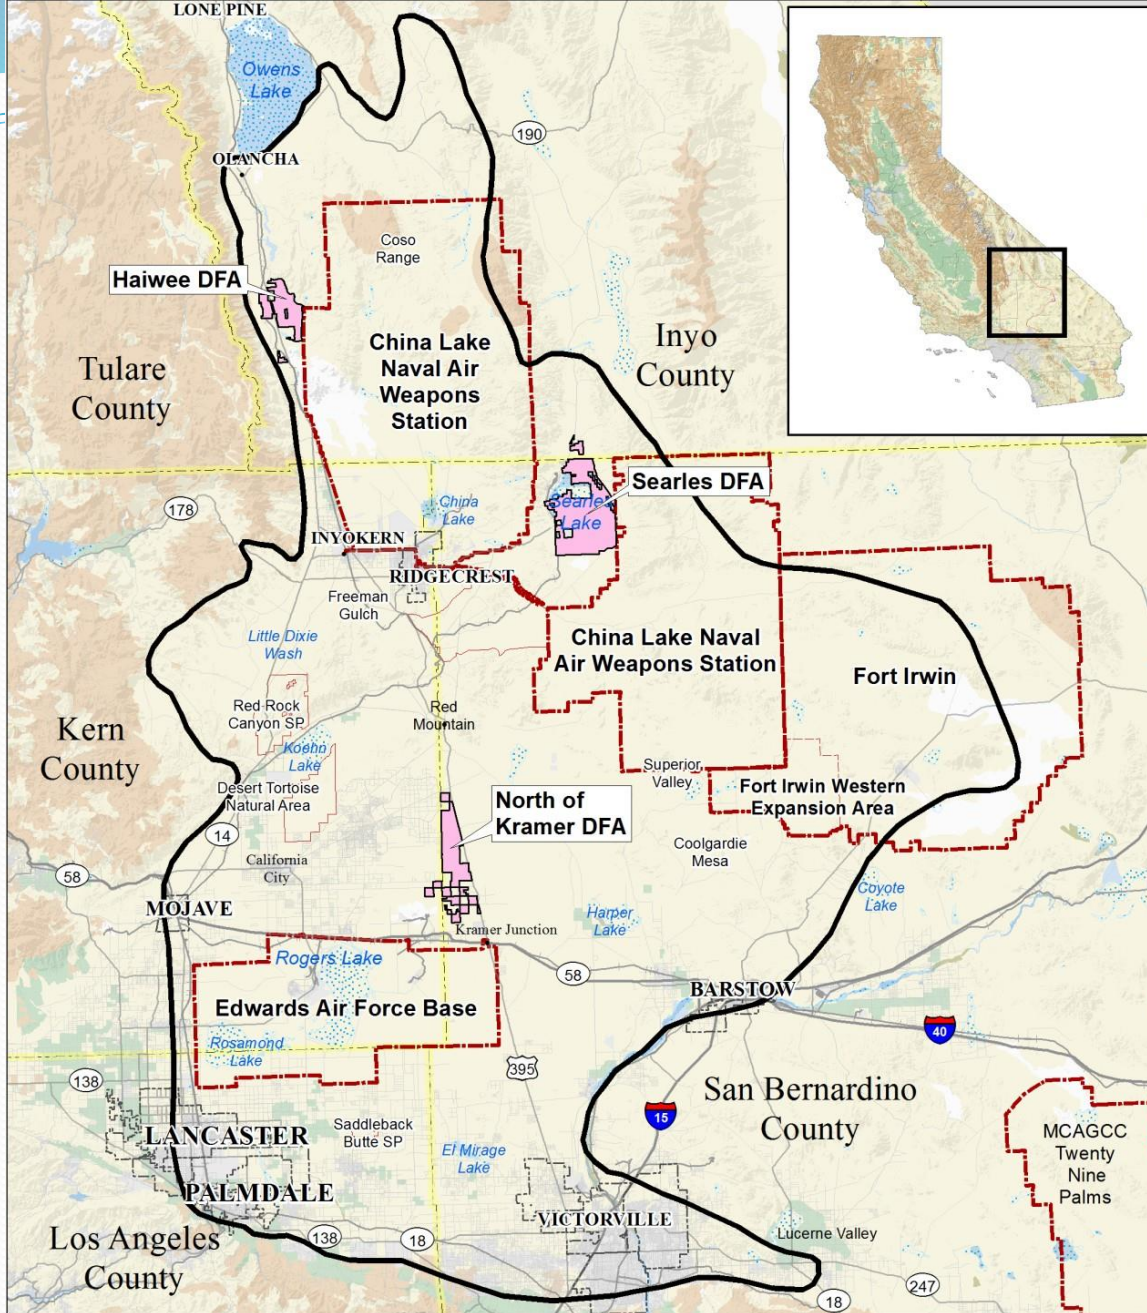 LONE PINE
Owens
Lake
190
OLANCHA
Coso
Range
Haiwee DFA
China Lake
Naval Air
Weapons
Station
Inyo
County
Tulare
County
Searles DFA
Searles
Lake
178
China
Lake
INYOKERN
RIDGECREST
Freeman
Gulch
Little Dixie
Wash
China Lake Naval
Air Weapons Station
Fort Irwin
Red Rock
Canyon SP
Red
Mountain
Kern
County
Koehn
Lake
Superior
Valley
Desert Tortoise
Natural Area
Fort Irwin Western
Expansion Area
North of
Kramer DFA
14
Coolgardie
Mesa
California
City
58
Coyote
Lake
MOJAVE
Harper
Lake
Kramer Junction
Rogers Lake
58
BARSTOW
Edwards Air Force Base
40
Rosamond
Lake
395
138
San Bernardino
County
15
Saddleback
Butte SP
LANCASTER
MCAGCC
Twenty
Nine
Palms
El Mirage
Lake
PALMDALE
VICTORVILLE
Lucerne Valley
Los Angeles
County
138
18
247
18